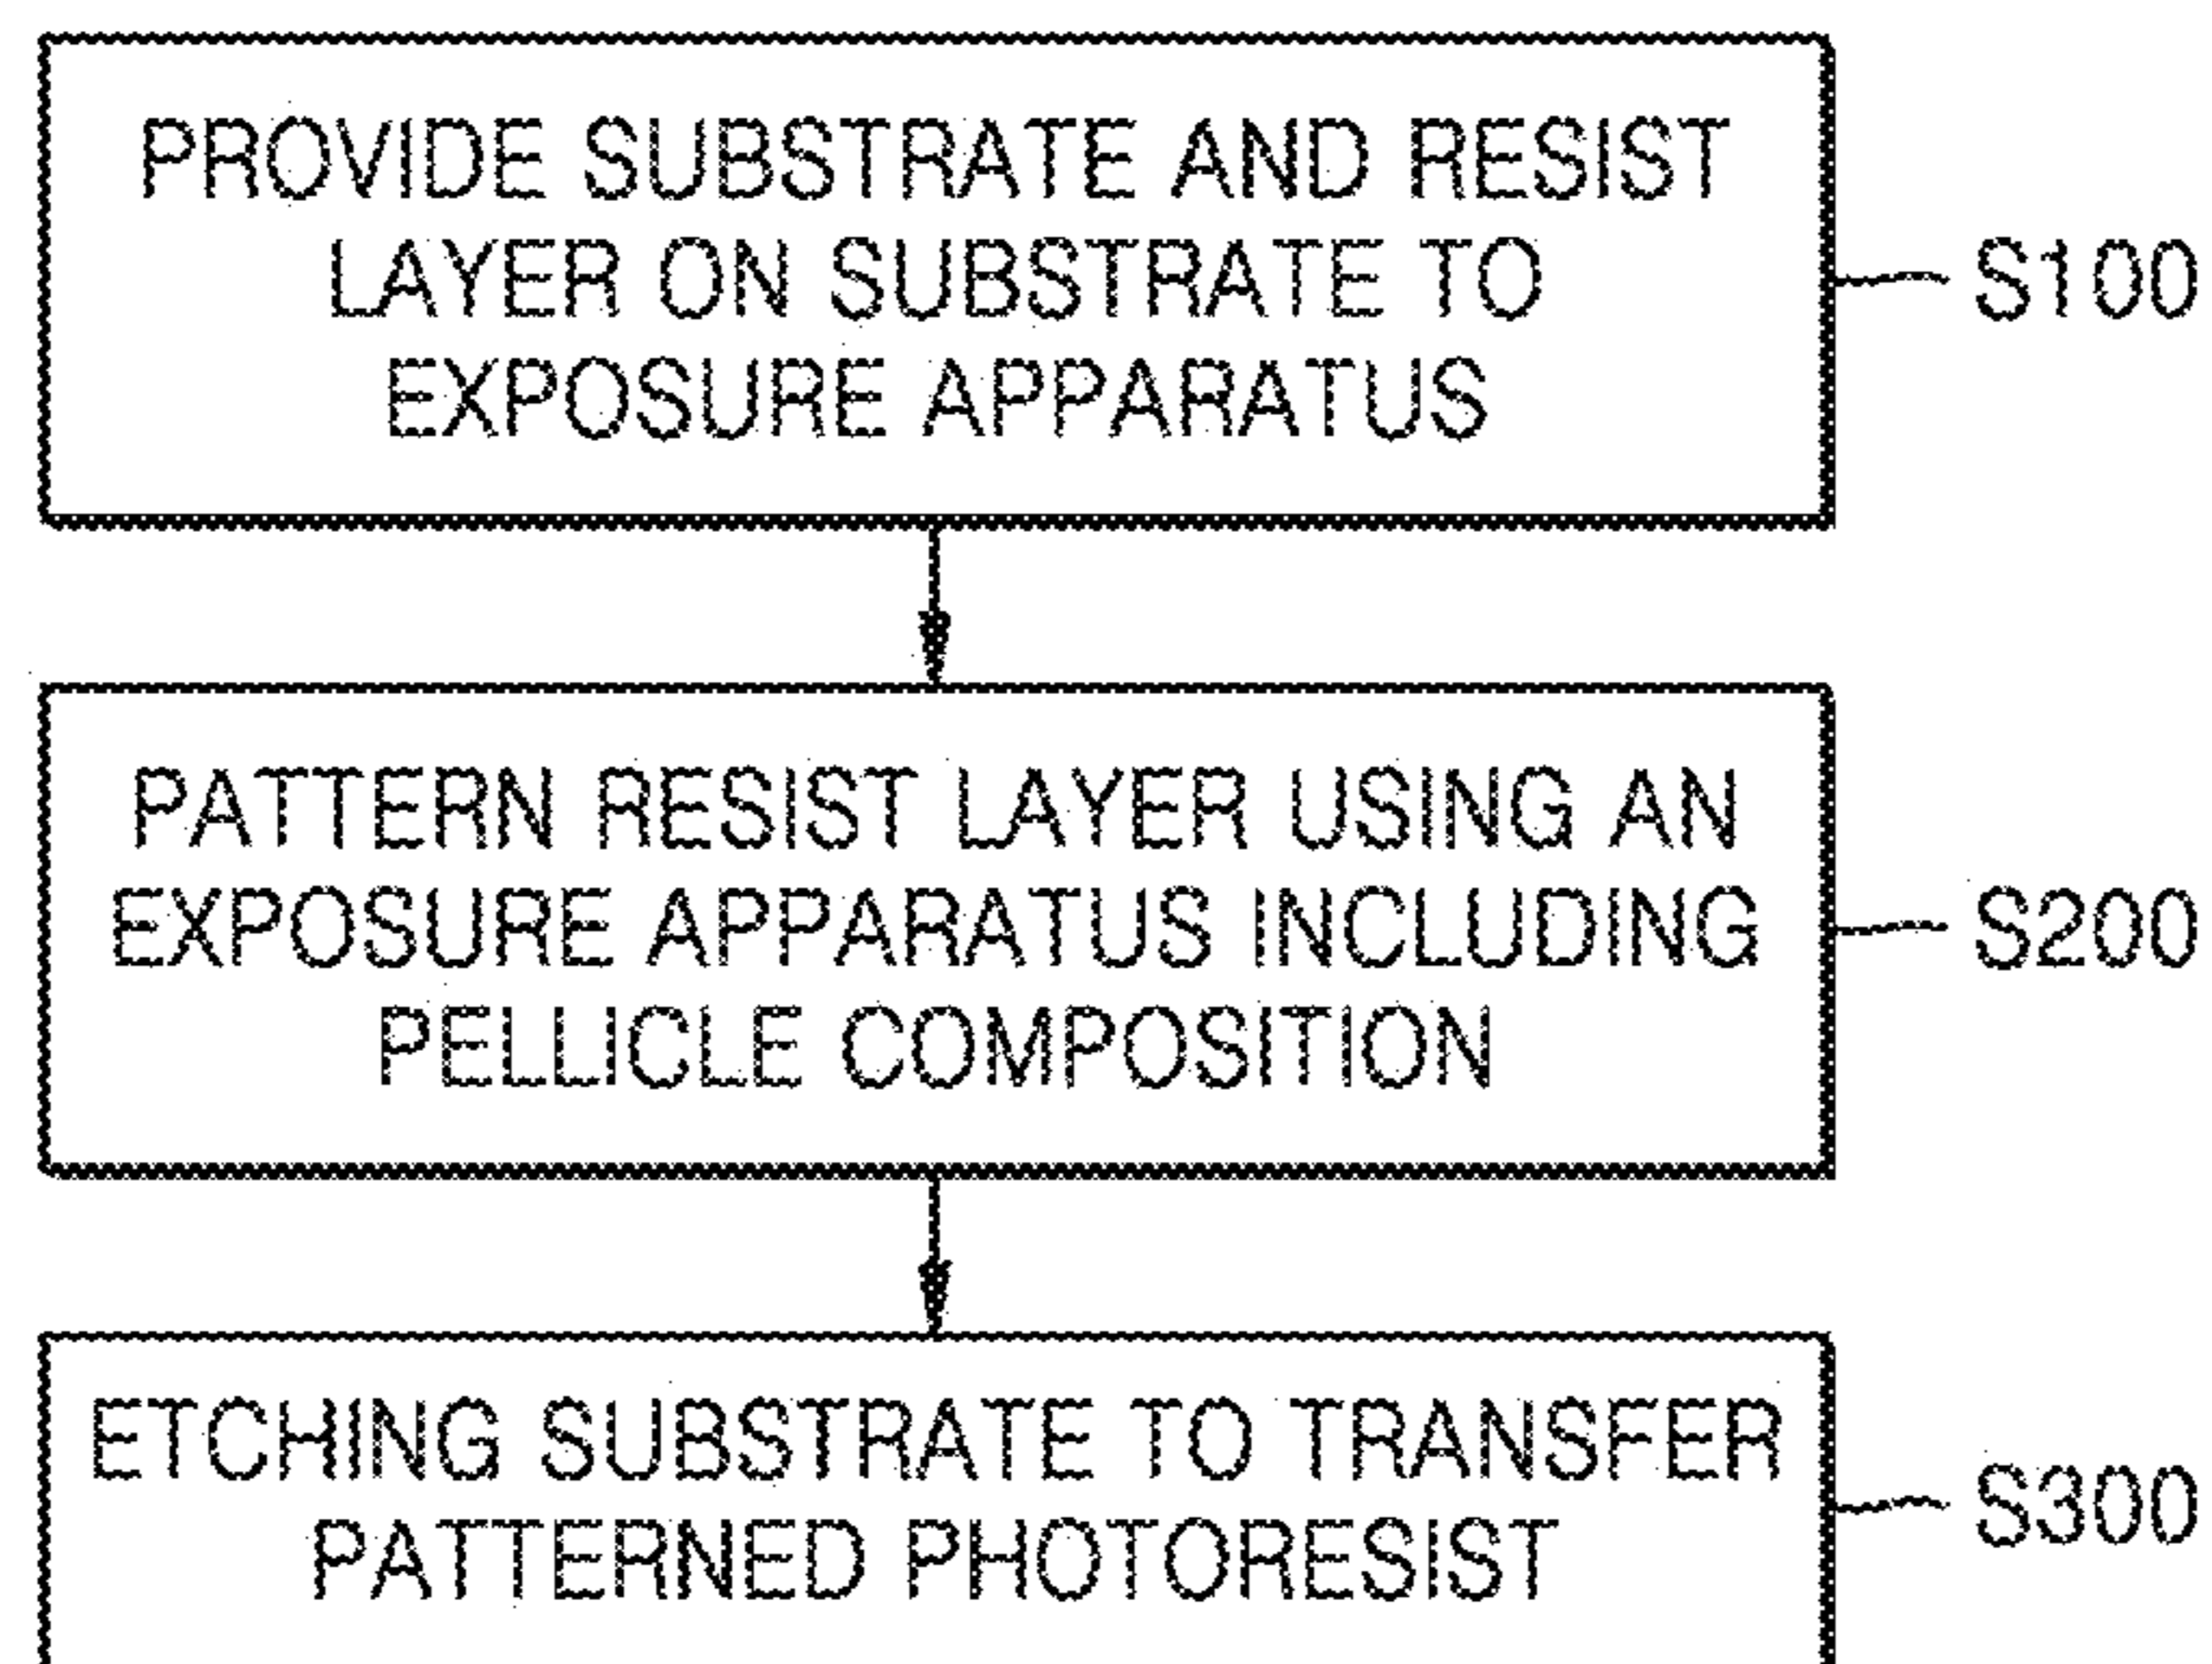 PROVIDE SUBSTRATE AND RESIST
LAYER ON SUBSTRATE TO
EXPOSURE APPARATUS
S100
PATTERN RESIST LAYER USING AN
EXPOSURE APPARATUS INCLUDING
PELLICLE COMPOSITION
S200
ETCHING SUBSTRATE TO TRANSFER
PATTERNED PHOTORESIST
S300